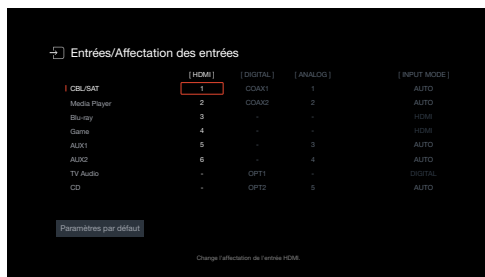 Entrées/Affectation des entrées
[ HDMI ] [ DIGITAL ] [ ANALOG ] [ INPUT MODE ]
CBL/SAT 1 COAX1 1 AUTO
Media Player 2 COAX2 2 AUTO
Blu-ray 3 - - HDMI
Game 4 - - HDMI
AUX1 5 - 3 AUTO
AUX2 6 - 4 AUTO
TV Audio - OPT1 - DIGITAL
CD - OPT2 5 AUTO
Paramètres par défaut
Change l'affectation de l'entrée HDMI.